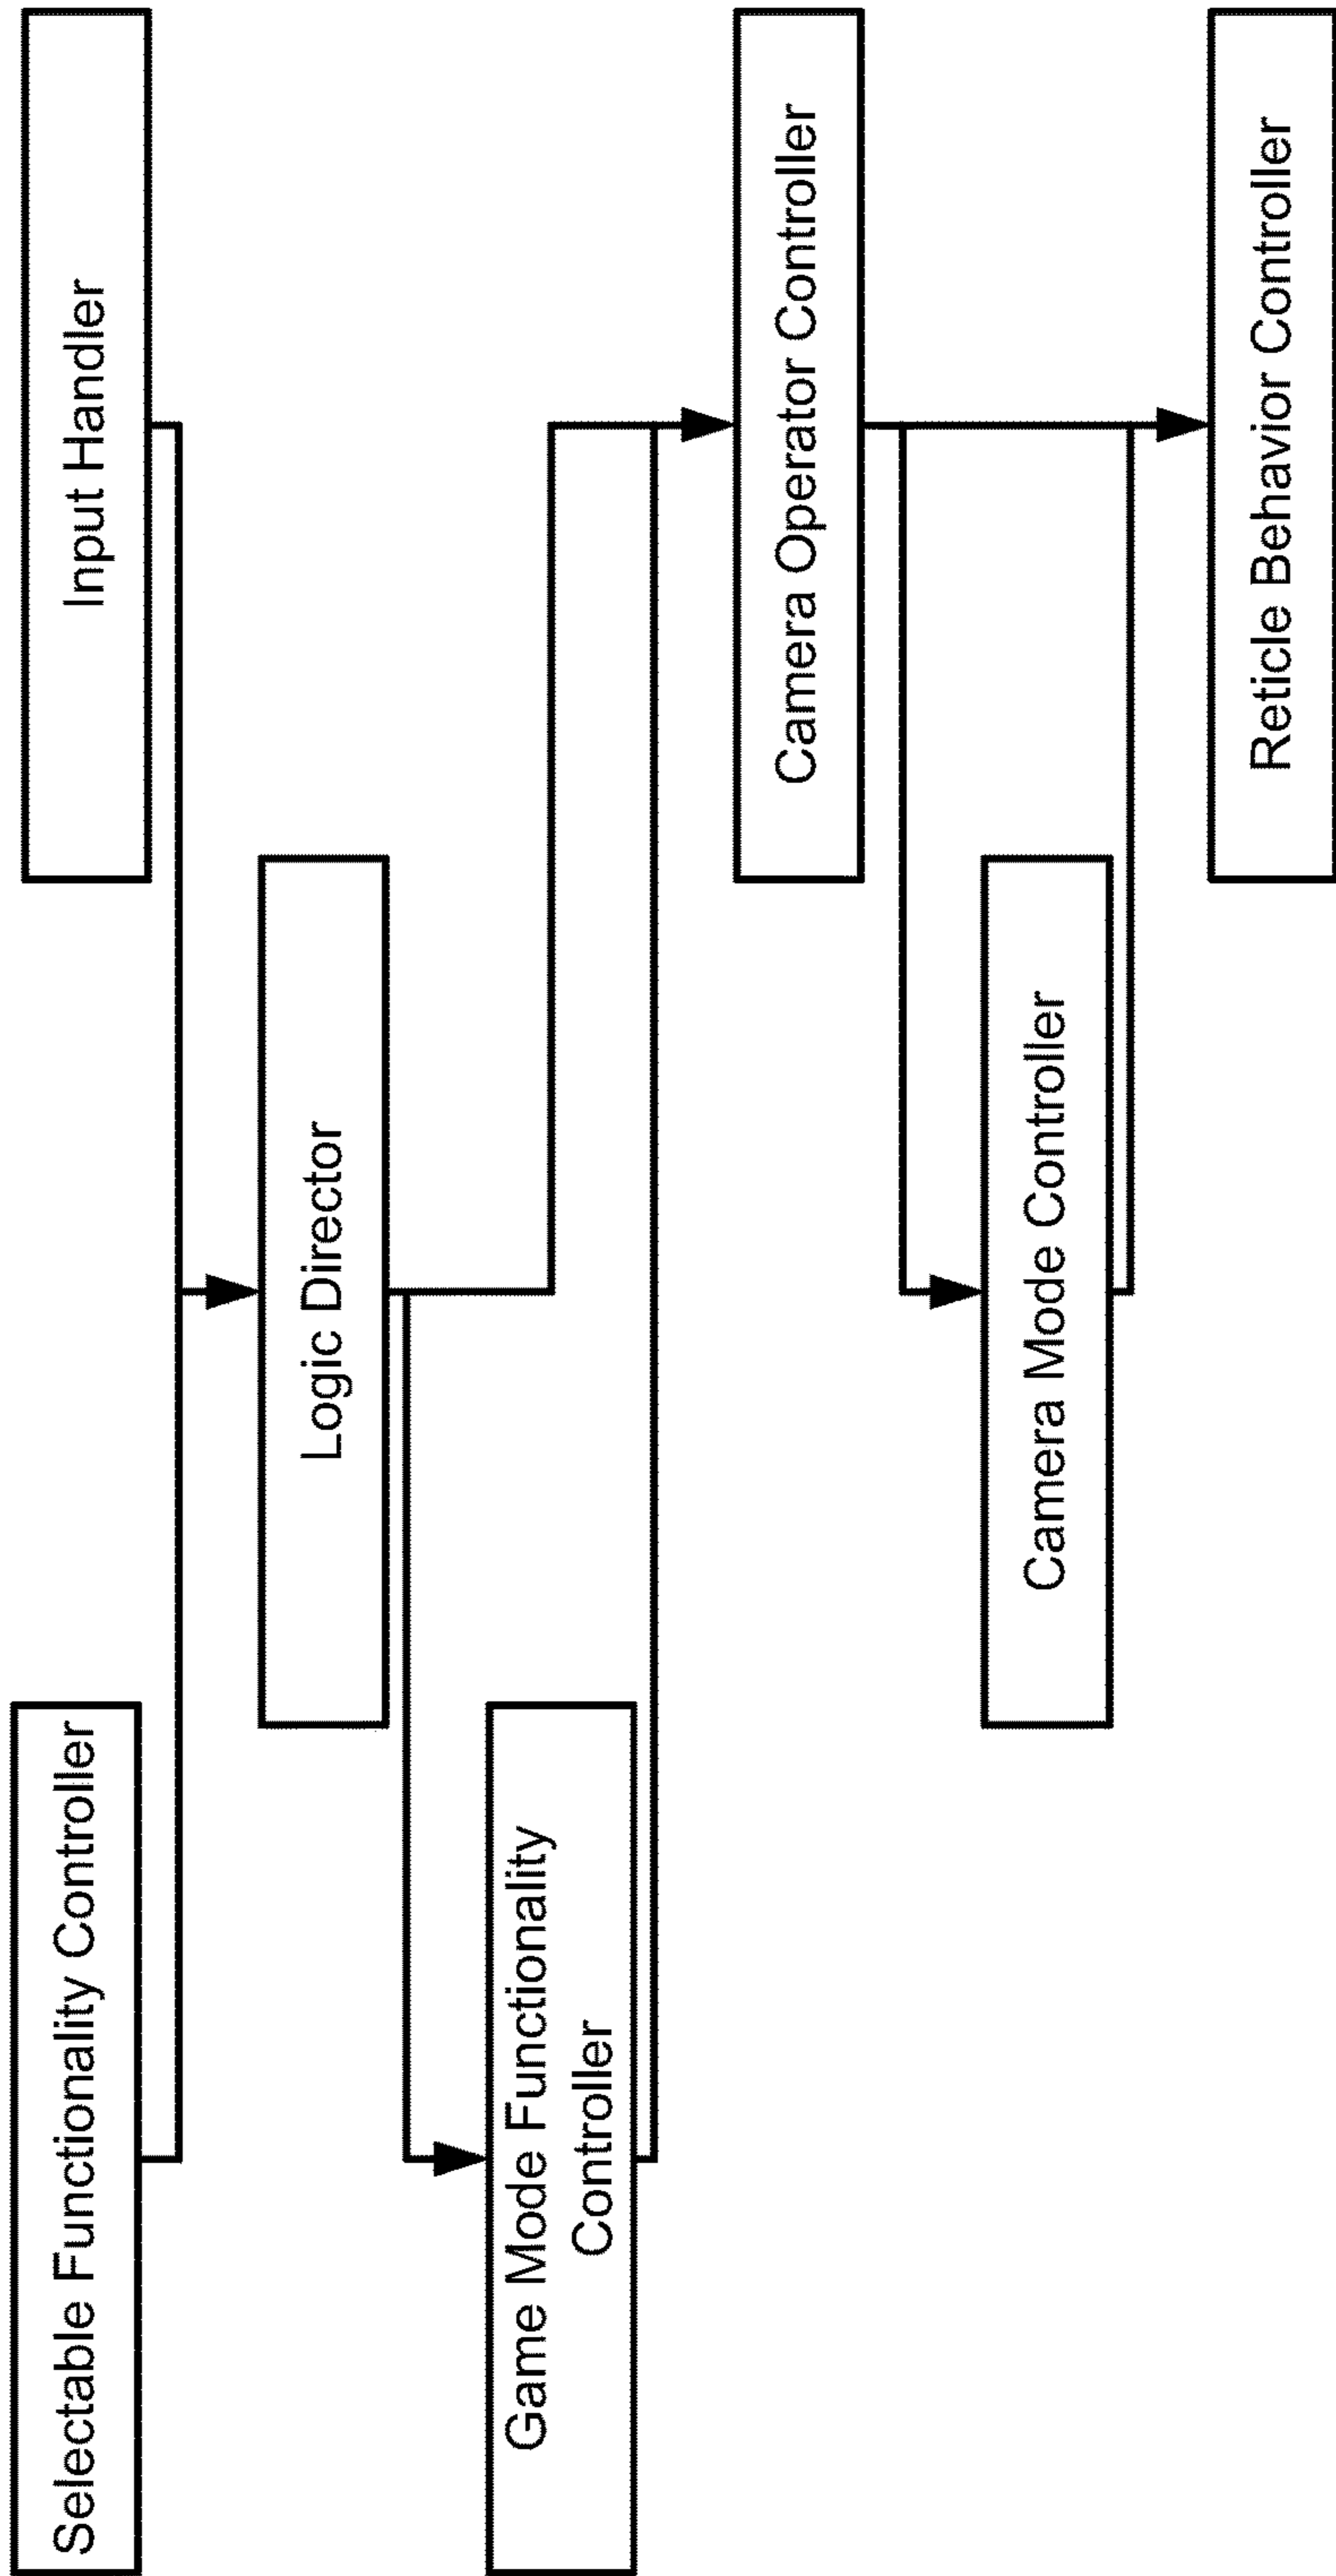 Selectable Functionality Controller
Input Handler
Logic Director
Game Mode Functionality
Controller
Camera Operator Controller
Camera Mode Controller
Reticle Behavior Controller